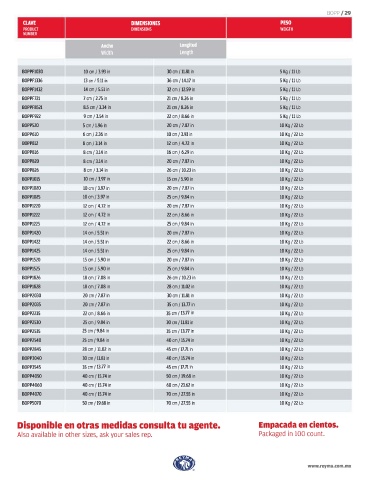 BOPP / 29
CLAVE DIMENSIONES PESO
PRODUCT DIMENSIONS WEIGHT
NUMBER
Ancho Longitud
Width Length
BOPPP1030 10 cm / 3.93 in 30 cm / 11.81 in 5 Kg / 11 Lb
BOPPP1336 13 cm / 5.11 in 36 cm / 14.17 in 5 Kg / 11 Lb
BOPPP1432 14 cm / 5.51 in 32 cm / 12.59 in 5 Kg / 11 Lb
BOPPP721 7 cm / 2.75 in 21 cm / 8.26 in 5 Kg / 11 Lb
BOPPP8521 8.5 cm / 3.34 in 21 cm / 8.26 in 5 Kg / 11 Lb
BOPPP922 9 cm / 3.54 in 22 cm / 8.66 in 5 Kg / 11 Lb
BOPP520 5 cm / 1.96 in 20 cm / 7.87 in 10 Kg / 22 Lb
BOPP610 6 cm / 2.36 in 10 cm / 3.93 in 10 Kg / 22 Lb
BOPP812 8 cm / 3.14 in 12 cm / 4.72 in 10 Kg / 22 Lb
BOPP816 8 cm / 3.14 in 16 cm / 6.29 in 10 Kg / 22 Lb
BOPP820 8 cm / 3.14 in 20 cm / 7.87 in 10 Kg / 22 Lb
BOPP826 8 cm / 3.14 in 26 cm / 10.23 in 10 Kg / 22 Lb
BOPP1015 10 cm / 3.97 in 15 cm / 5.90 in 10 Kg / 22 Lb
BOPP1020 10 cm / 3.97 in 20 cm / 7.87 in 10 Kg / 22 Lb
BOPP1025 10 cm / 3.97 in 25 cm / 9.84 in 10 Kg / 22 Lb
BOPP1220 12 cm / 4.72 in 20 cm / 7.87 in 10 Kg / 22 Lb
BOPP1222 12 cm / 4.72 in 22 cm / 8.66 in 10 Kg / 22 Lb
BOPP1225 12 cm / 4.72 in 25 cm / 9.84 in 10 Kg / 22 Lb
BOPP1420 14 cm / 5.51 in 20 cm / 7.87 in 10 Kg / 22 Lb
BOPP1422 14 cm / 5.51 in 22 cm / 8.66 in 10 Kg / 22 Lb
BOPP1425 14 cm / 5.51 in 25 cm / 9.84 in 10 Kg / 22 Lb
BOPP1520 15 cm / 5.90 in 20 cm / 7.87 in 10 Kg / 22 Lb
BOPP1525 15 cm / 5.90 in 25 cm / 9.84 in 10 Kg / 22 Lb
BOPP1826 18 cm / 7.08 in 26 cm / 10.23 in 10 Kg / 22 Lb
BOPP1828 18 cm / 7.08 in 28 cm / 11.02 in 10 Kg / 22 Lb
BOPP2030 20 cm / 7.87 in 30 cm / 11.81 in 10 Kg / 22 Lb
BOPP2035 20 cm / 7.87 in 35 cm / 13.77 in 10 Kg / 22 Lb
BOPP2235 22 cm / 8.66 in 35 cm / 13.77 in 10 Kg / 22 Lb
BOPP2530 25 cm / 9.84 in 30 cm / 11.81 in 10 Kg / 22 Lb
BOPP2535 25 cm / 9.84 in 35 cm / 13.77 in 10 Kg / 22 Lb
BOPP2540 25 cm / 9.84 in 40 cm / 15.74 in 10 Kg / 22 Lb
BOPP2845 28 cm / 11.02 in 45 cm / 17.71 in 10 Kg / 22 Lb
BOPP3040 30 cm / 11.81 in 40 cm / 15.74 in 10 Kg / 22 Lb
BOPP3545 35 cm / 13.77 in 45 cm / 17.71 in 10 Kg / 22 Lb
BOPP4050 40 cm / 15.74 in 50 cm / 19.68 in 10 Kg / 22 Lb
BOPP4060 40 cm / 15.74 in 60 cm / 23.62 in 10 Kg / 22 Lb
BOPP4070 40 cm / 15.74 in 70 cm / 27.55 in 10 Kg / 22 Lb
BOPP5070 50 cm / 19.68 in 70 cm / 27.55 in 10 Kg / 22 Lb
Disponible en otras medidas consulta tu agente. Empacada en cientos.
Also available in other sizes, ask your sales rep. Packaged in 100 count.
REYMA
www.reyma.com.mx